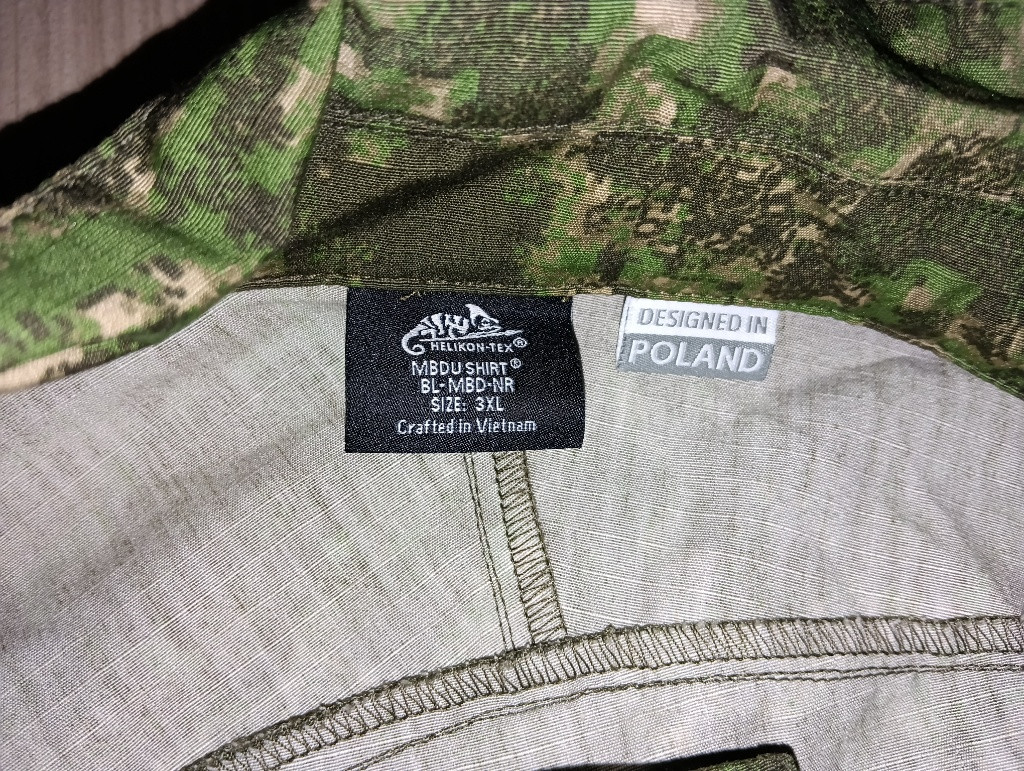 HELIKON-TEX®
MBDU SHIRT®
BL-MBD-NR
SIZE: 3XL
Crafted in Vietnam
DESIGNED IN
POLAND